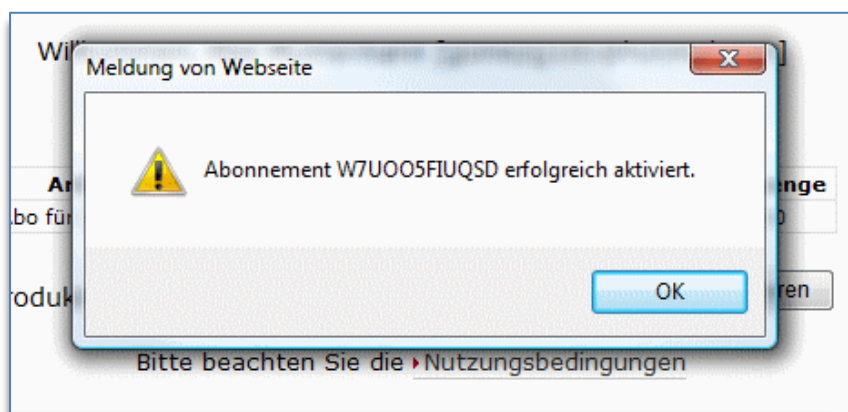 Meldung von Webseite
Abonnement W7UOO5FIUQSD erfolgreich aktiviert.
OK
Bitte beachten Sie die Nutzungsbedingungen